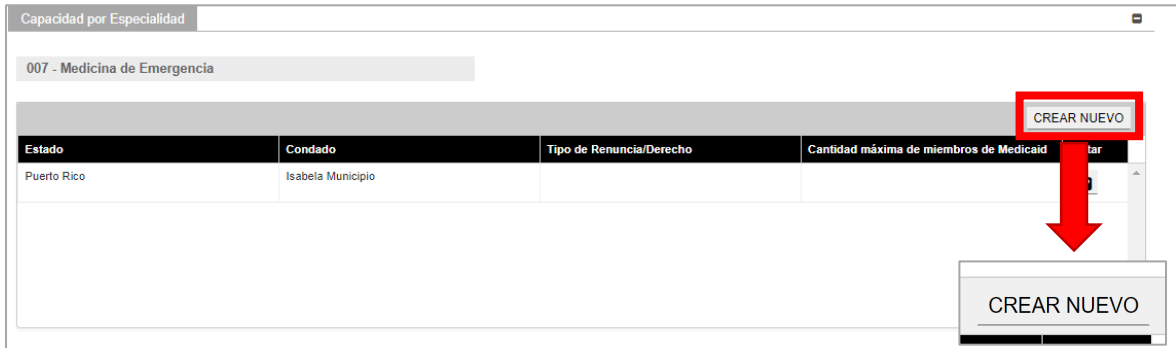 Capacidad por Especialidad
007 - Medicina de Emergencia
CREAR NUEVO
Estado Condado Tipo de Renuncia/Derecho Cantidad máxima de miembros de Medicaid tar
Puerto Rico Isabela Municipio
CREAR NUEVO